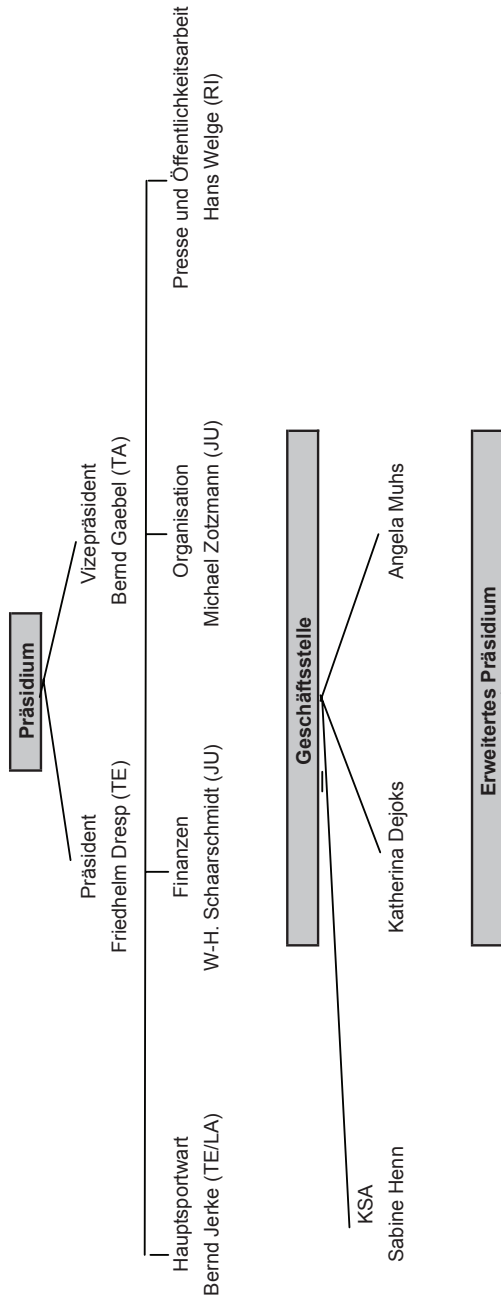 Präsidium
Präsident
Friedhelm Dresp (TE)
Vizepräsident
Bernd Gaebel (TA)
Hauptsportwart
Bernd Jerke (TE/LA)
Finanzen
W-H. Schaarschmidt (JU)
Organisation
Michael Zotzmann (JU)
Presse und Öffentlichkeitsarbeit
Hans Welge (RI)
Geschäftsstelle
KSA
Sabine Henn
Katherina Dejoks
Angela Muhs
Erweitertes Präsidium